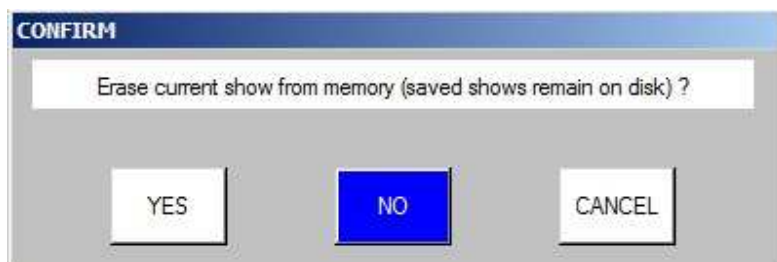 CONFIRM
Erase current show from memory (saved shows remain on disk) ?
YES NO CANCEL